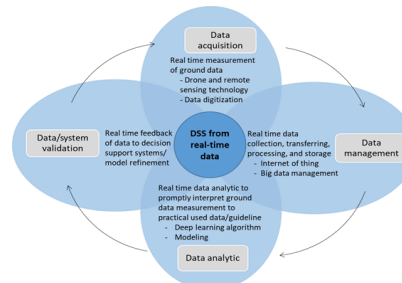 Data
acquisition
Real time measurement
of ground data
- Drone and remote
sensing technology
- Data digitization
Data/system
validation
Real time feedback
of data to decision
support systems/
model refinement
DSS from
real-time
data
Real time data
collection, transferring,
processing, and storage
- Internet of thing
- Big data management
Data
management
Real time data analytic to
promptly interpret ground
data measurement to
practical used data/guideline
- Deep learning algorithm
- Modeling
Data analytic